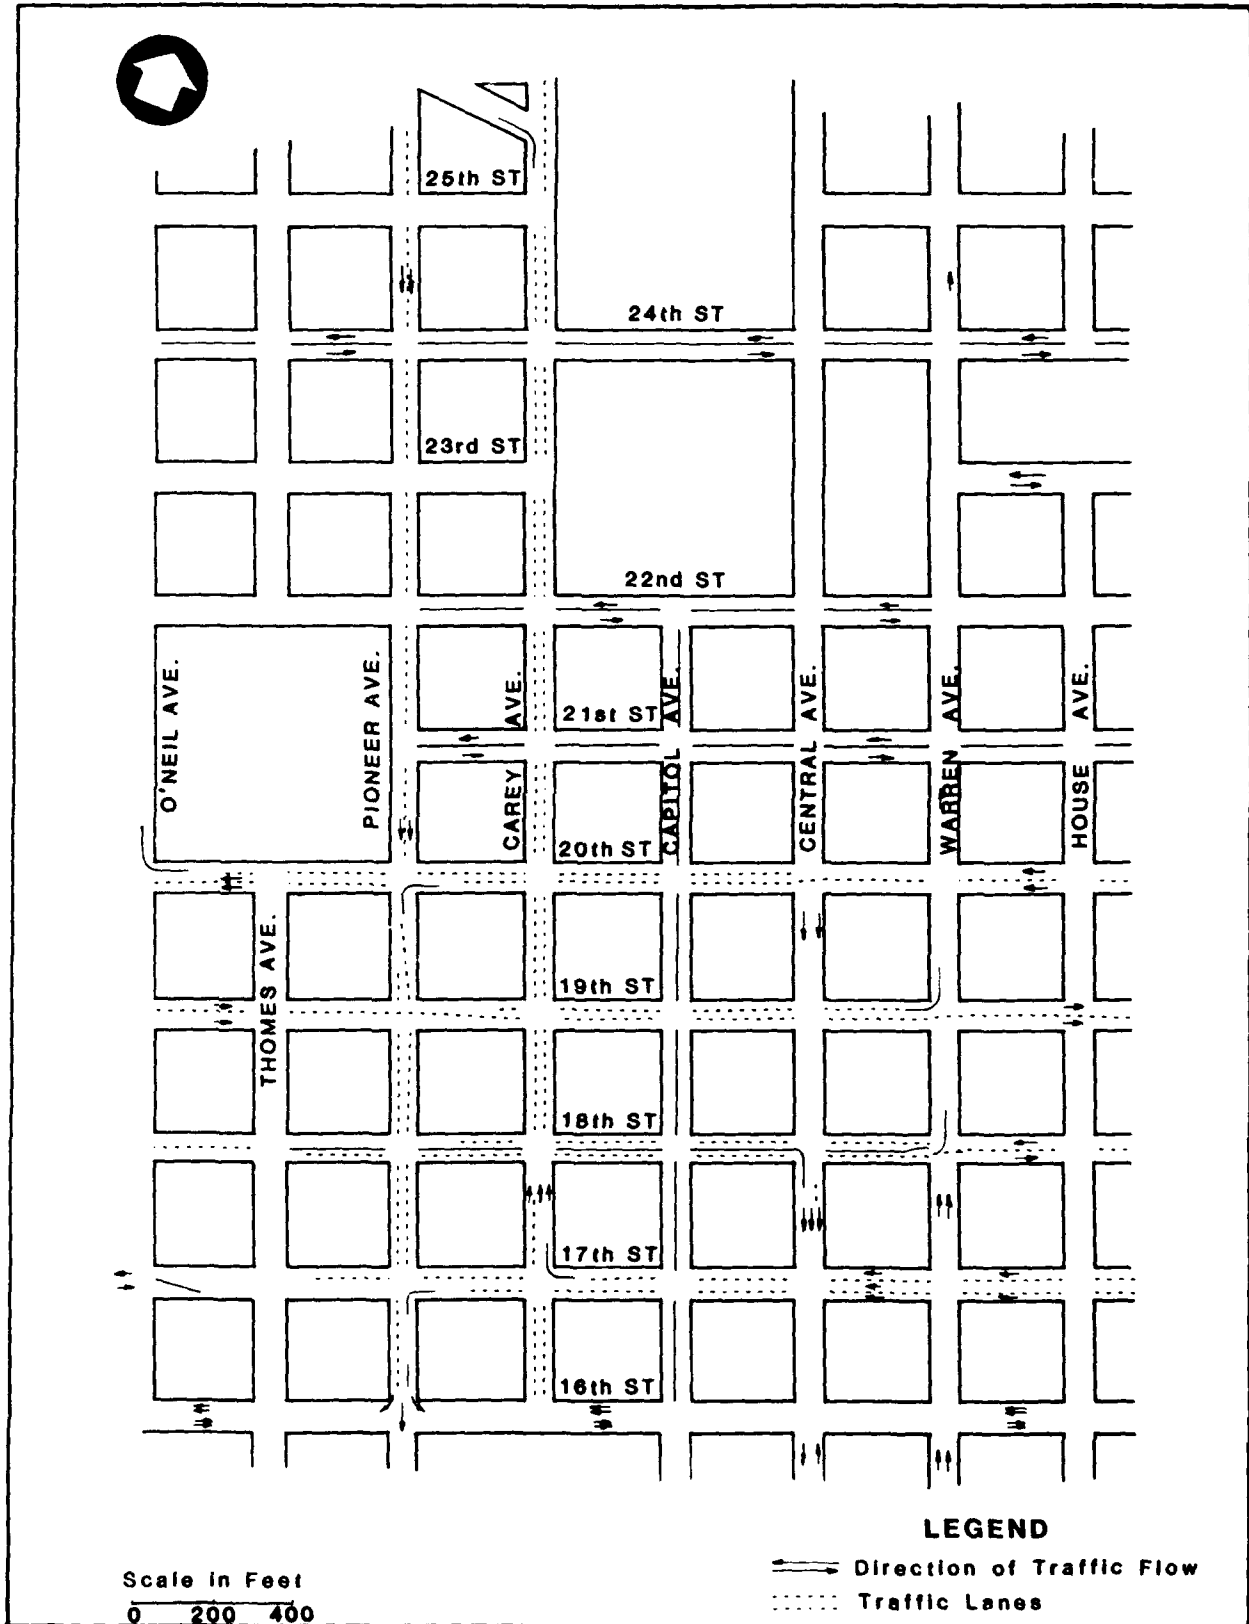 25th ST
24th ST
23rd ST
22nd ST
O'NEIL AVE.
PIONEER AVE.
CAREY AVE.
21st ST
CAPITOL AVE.
CENTRAL AVE.
WARREN AVE.
HOUSE AVE.
20th ST
THOMES AVE.
19th ST
18th ST
17th ST
16th ST
LEGEND
Direction of Traffic Flow
Traffic Lanes
Scale in Feet
0 200 400